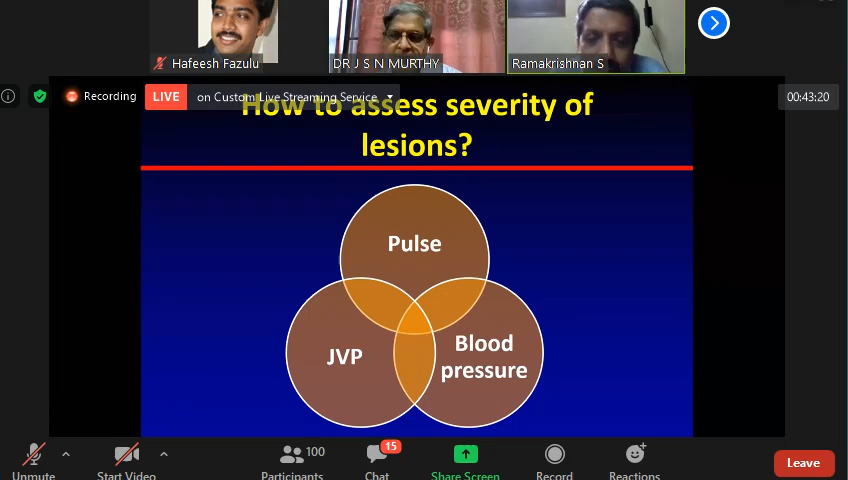 Hafeesh Fazulu
DR J S N MURTHY
Ramakrishnan S
Recording
LIVE
on Custom Live Streaming Service
00:43:20
How to assess severity of
lesions?
Pulse
JVP
Blood
pressure
100
15
Unmute
Start Video
Participants
Chat
Share Screen
Record
Reactions
Leave